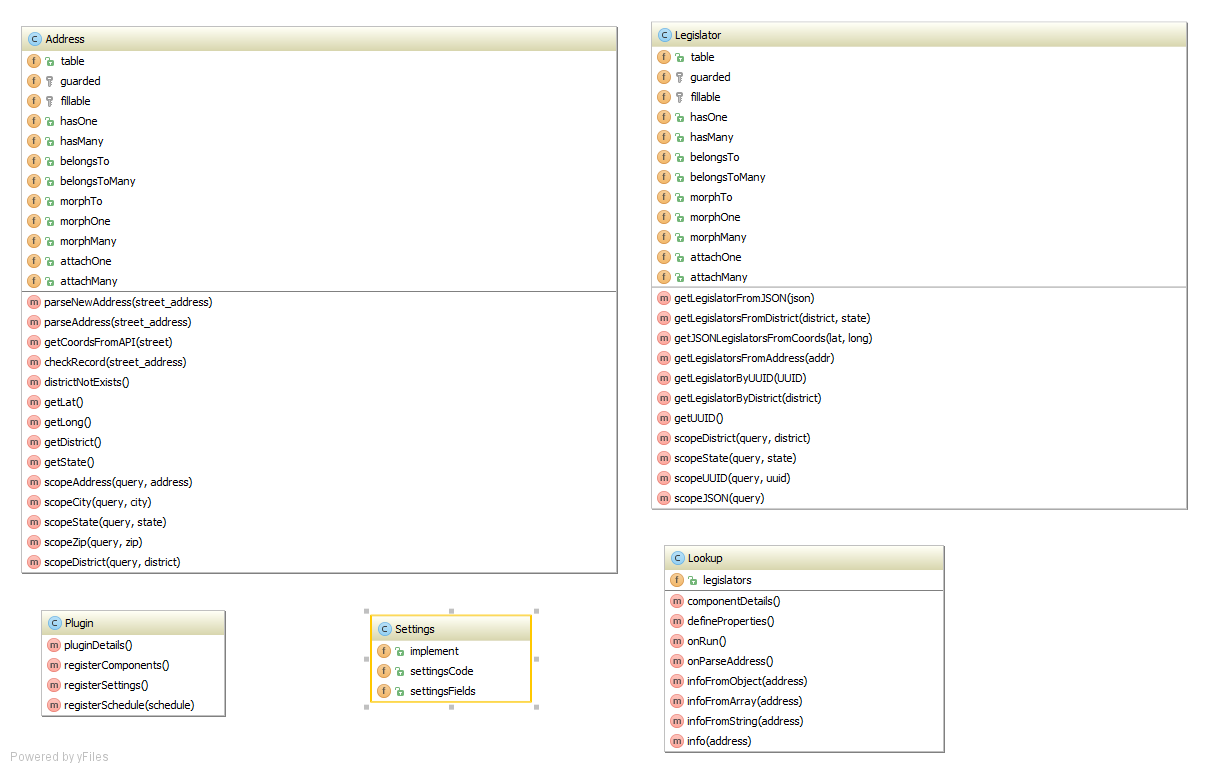 Address
table
guarded
fillable
hasOne
hasMany
belongsTo
belongsToMany
morphTo
morphOne
morphMany
attachOne
attachMany
parseNewAddress(street_address)
parseAddress(street_address)
getCoordsFromAPI(street)
checkRecord(street_address)
districtNotExists()
getLat()
getLong()
getDistrict()
getState()
scopeAddress(query, address)
scopeCity(query, city)
scopeState(query, state)
scopeZip(query, zip)
scopeDistrict(query, district)
Legislator
table
guarded
fillable
hasOne
hasMany
belongsTo
belongsToMany
morphTo
morphOne
morphMany
attachOne
attachMany
getLegislatorFromJSON(json)
getLegislatorsFromDistrict(district, state)
getJSONLegislatorsFromCoords(lat, long)
getLegislatorsFromAddress(addr)
getLegislatorByUUID(UUID)
getLegislatorByDistrict(district)
getUUID()
scopeDistrict(query, district)
scopeState(query, state)
scopeUUID(query, uuid)
scopeJSON(query)
Plugin
pluginDetails()
registerComponents()
registerSettings()
registerSchedule(schedule)
Settings
implement
settingsCode
settingsFields
Lookup
legislators
componentDetails()
defineProperties()
onRun()
onParseAddress()
infoFromObject(address)
infoFromArray(address)
infoFromString(address)
info(address)
Powered by yFiles